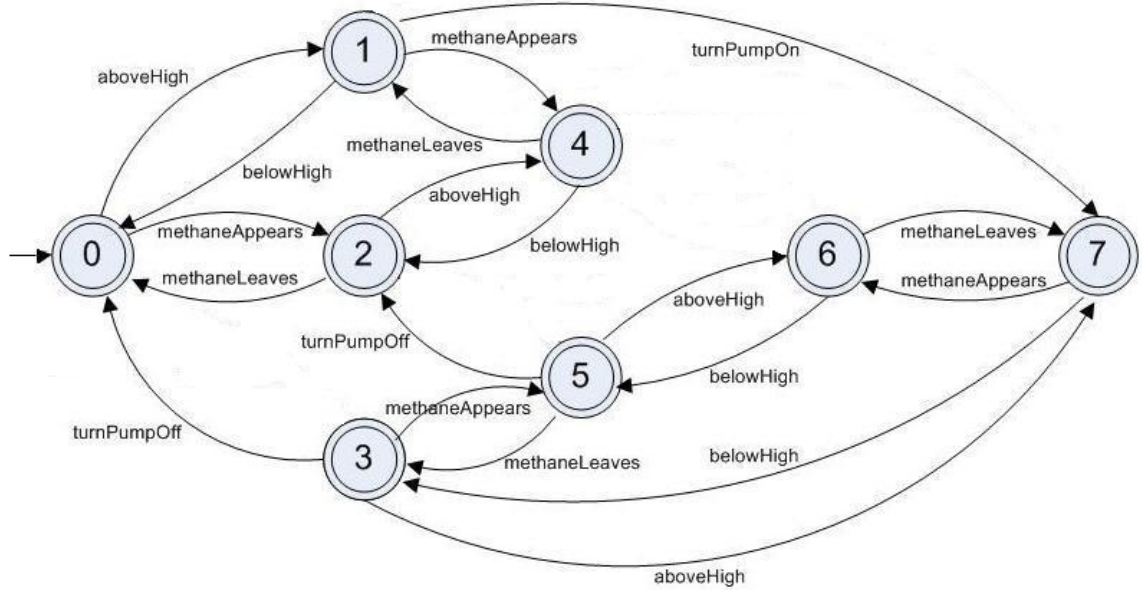 1
methaneAppears
turnPumpOn
aboveHigh
4
methaneLeaves
belowHigh
aboveHigh
0
methaneAppears
2
belowHigh
6
methaneLeaves
7
methaneLeaves
methaneAppears
aboveHigh
turnPumpOff
5
belowHigh
methaneAppears
turnPumpOff
3
methaneLeaves
belowHigh
aboveHigh